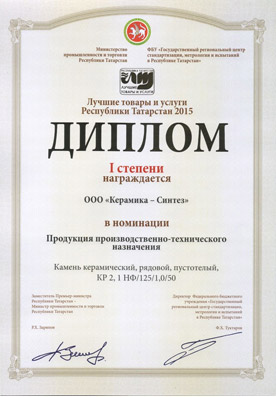 Министерство
промышленности и торговли
Республики Татарстан
ФБУ «Государственный региональный центр
стандартизации, метрологии и испытаний
в Республике Татарстан»
ЛУЧШИЕ
ТОВАРЫ И УСЛУГИ
Лучшие товары и услуги
Республики Татарстан 2015
ДИПЛОМ
I степени
награждается
ООО «Керамика – Синтез»
в номинации
Продукция производственно-технического
назначения
Камень керамический, рядовой, пустотелый,
КР 2, 1 НФ/125/1,0/50
Заместитель Премьер-министра
Республики Татарстан -
Министр промышленности и торговли
Республики Татарстан
Р.Х. Зарипов
Директор Федерального бюджетного
учреждения «Государственный
региональный центр стандартизации,
метрологии и испытаний
в Республике Татарстан»